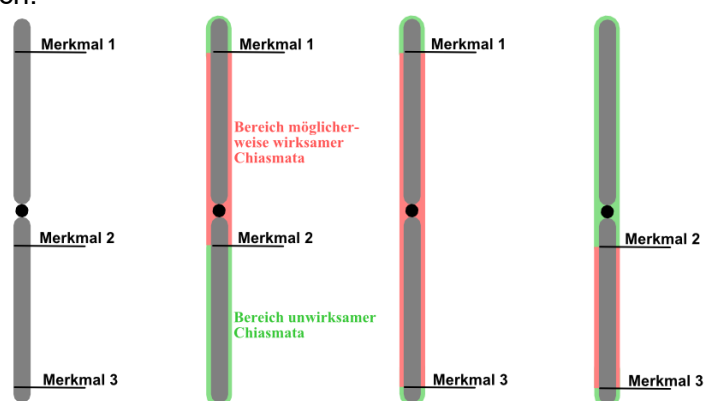 Merkmal 1
Merkmal 2
Merkmal 3
Merkmal 1
Bereich möglicher-
weise wirksamer
Chiasmata
Merkmal 2
Bereich unwirksamer
Chiasmata
Merkmal 1
Merkmal 3
Merkmal 2
Merkmal 3